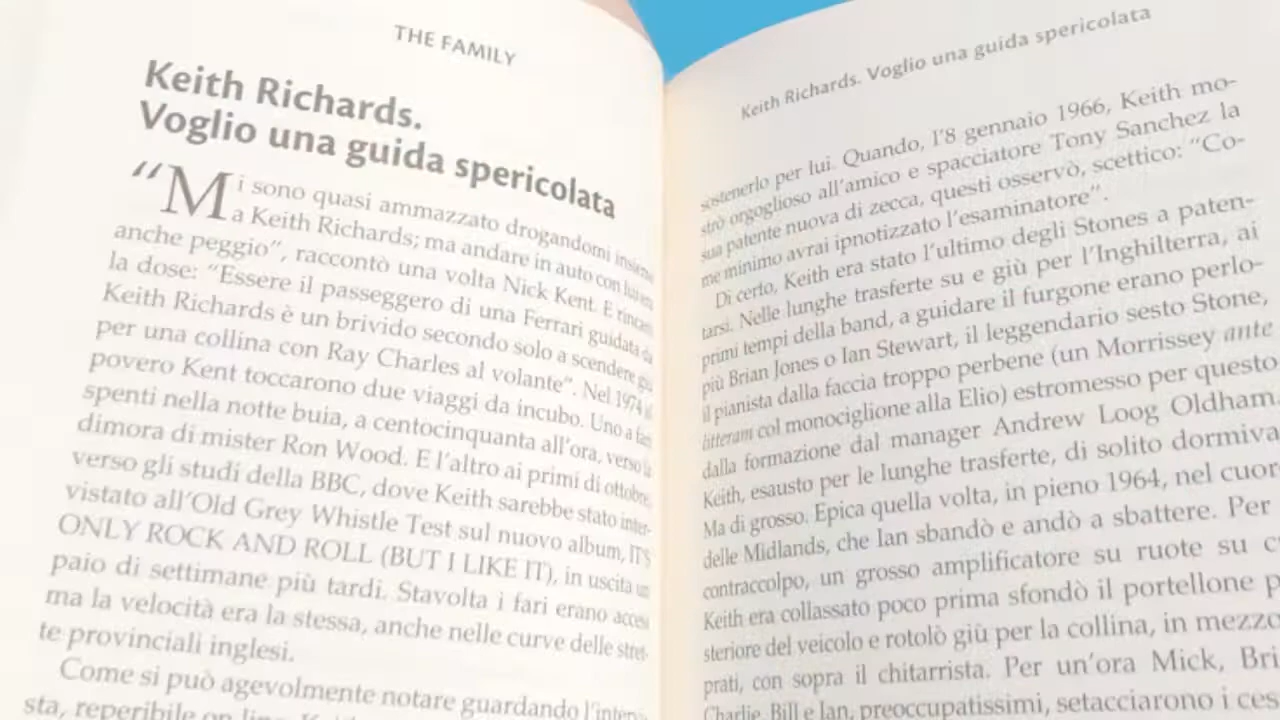 THE FAMILY
Keith Richards.
Voglio una guida spericolata
“Mi sono quasi ammazzato drogandomi insieme
a Keith Richards; ma andare in auto con lui era
anche peggio”, raccontò una volta Nick Kent. E rincara
la dose: “Essere il passeggero di una Ferrari guidata da
Keith Richards è un brivido secondo solo a scendere giù
per una collina con Ray Charles al volante”. Nel 1974 al
povero Kent toccarono due viaggi da incubo. Uno a fari
spenti nella notte buia, a centocinquanta all’ora, verso la
dimora di mister Ron Wood. E l’altro ai primi di ottobre,
verso gli studi della BBC, dove Keith sarebbe stato inter-
vistato all’Old Grey Whistle Test sul nuovo album, IT’S
ONLY ROCK AND ROLL (BUT I LIKE IT), in uscita un
paio di settimane più tardi. Stavolta i fari erano accesi
ma la velocità era la stessa, anche nelle curve delle stret-
te provinciali inglesi.
Come si può agevolmente notare guardando
sta, reperibile on line,
Keith Richards. Voglio una guida spericolata
sostenerlo per lui. Quando, l’8 gennaio 1966, Keith mo-
strò orgoglioso all’amico e spacciatore Tony Sanchez la
sua patente nuova di zecca, questi osservò, scettico: “Co-
me minimo avrai ipnotizzato l’esaminatore”.
Di certo, Keith era stato l’ultimo degli Stones a paten-
tarsi. Nelle lunghe trasferte su e giù per l’Inghilterra, ai
primi tempi della band, a guidare il furgone erano perlo-
più Brian Jones o Ian Stewart, il leggendario sesto Stone,
il pianista dalla faccia troppo perbene (un Morrissey ante
litteram col monociglione alla Elio) estromesso per questo
dalla formazione dal manager Andrew Loog Oldham.
Keith, esausto per le lunghe trasferte, di solito dormiva
Ma di grosso. Epica quella volta, in pieno 1964, nel cuor
delle Midlands, che Ian sbandò e andò a sbattere. Per
contraccolpo, un grosso amplificatore su ruote su c
Keith era collassato poco prima sfondò il portellone p
steriore del veicolo e rotolò giù per la collina, in mezzo
prati, con sopra il chitarrista. Per un’ora Mick, Bri
Charlie, Bill e Ian, preoccupatissimi, setacciarono i ces